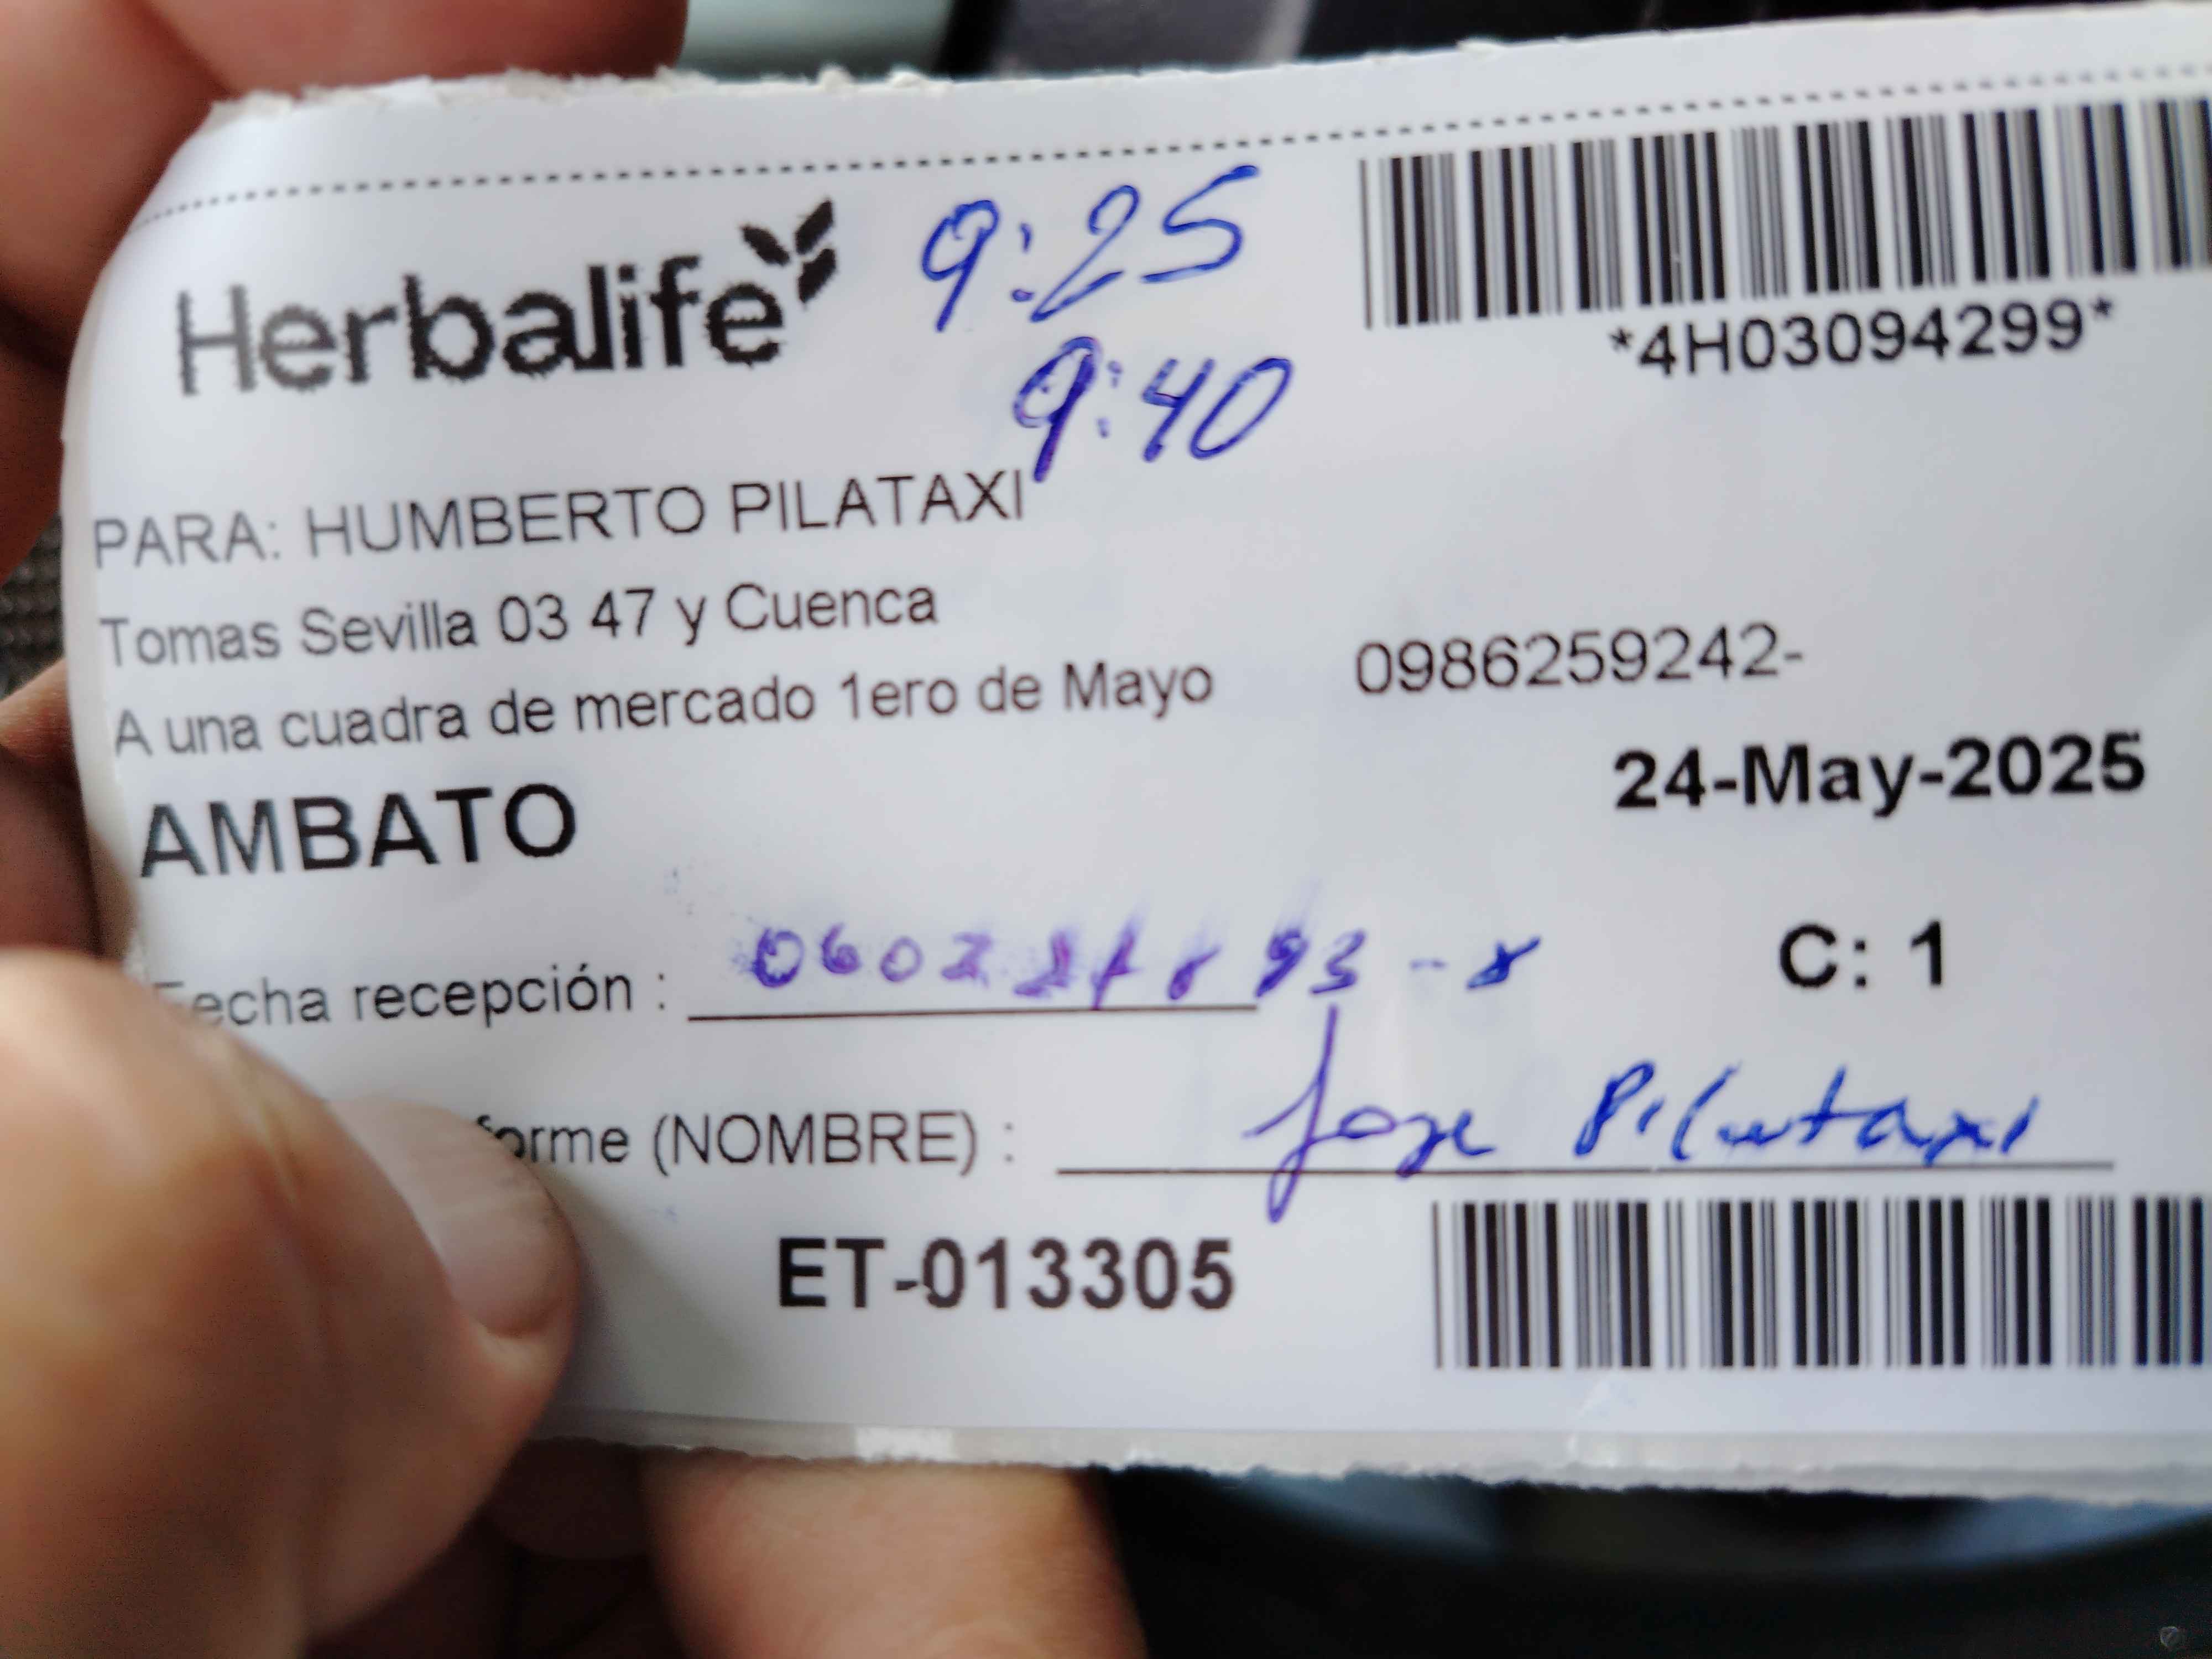 Herbalife
9:25
*4H03094299*
9:40
PARA: HUMBERTO PILATAXI
Tomas Sevilla 03 47 y Cuenca
A una cuadra de mercado 1ero de Mayo
0986259242-
24-May-2025
AMBATO
Fecha recepción :
C: 1
forme (NOMBRE) : Jose Pilataxi
ET-013305